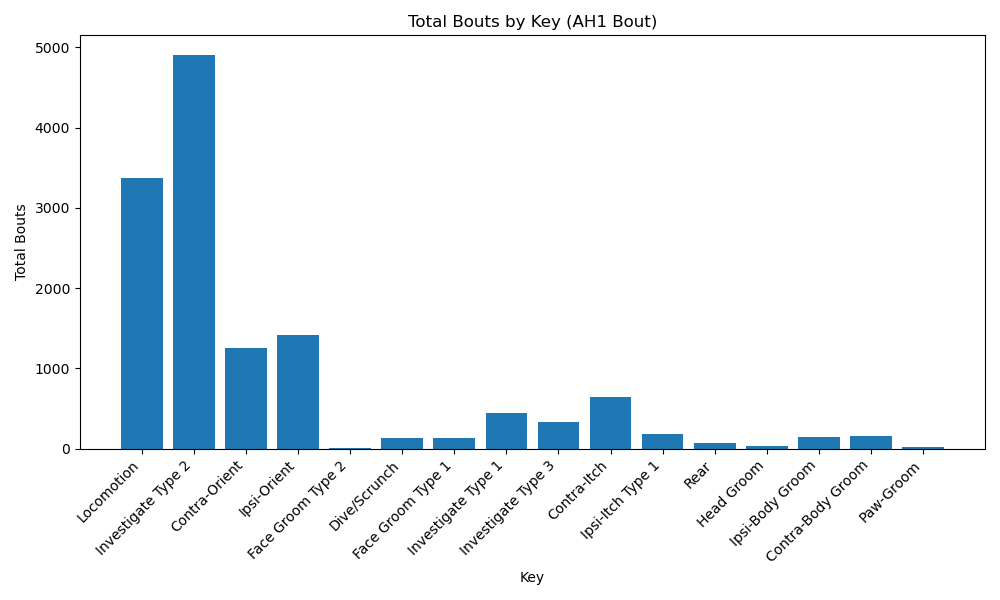 Total Bouts by Key (AH1 Bout)
Total Bouts
5000
4000
3000
2000
1000
0
Locomotion
Investigate Type 2
Contra-Orient
Ipsi-Orient
Face Groom Type 2
Dive/Scrunch
Face Groom Type 1
Investigate Type 1
Investigate Type 3
Contra-Itch
Ipsi-Itch Type 1
Rear
Head Groom
Ipsi-Body Groom
Contra-Body Groom
Paw-Groom
Key